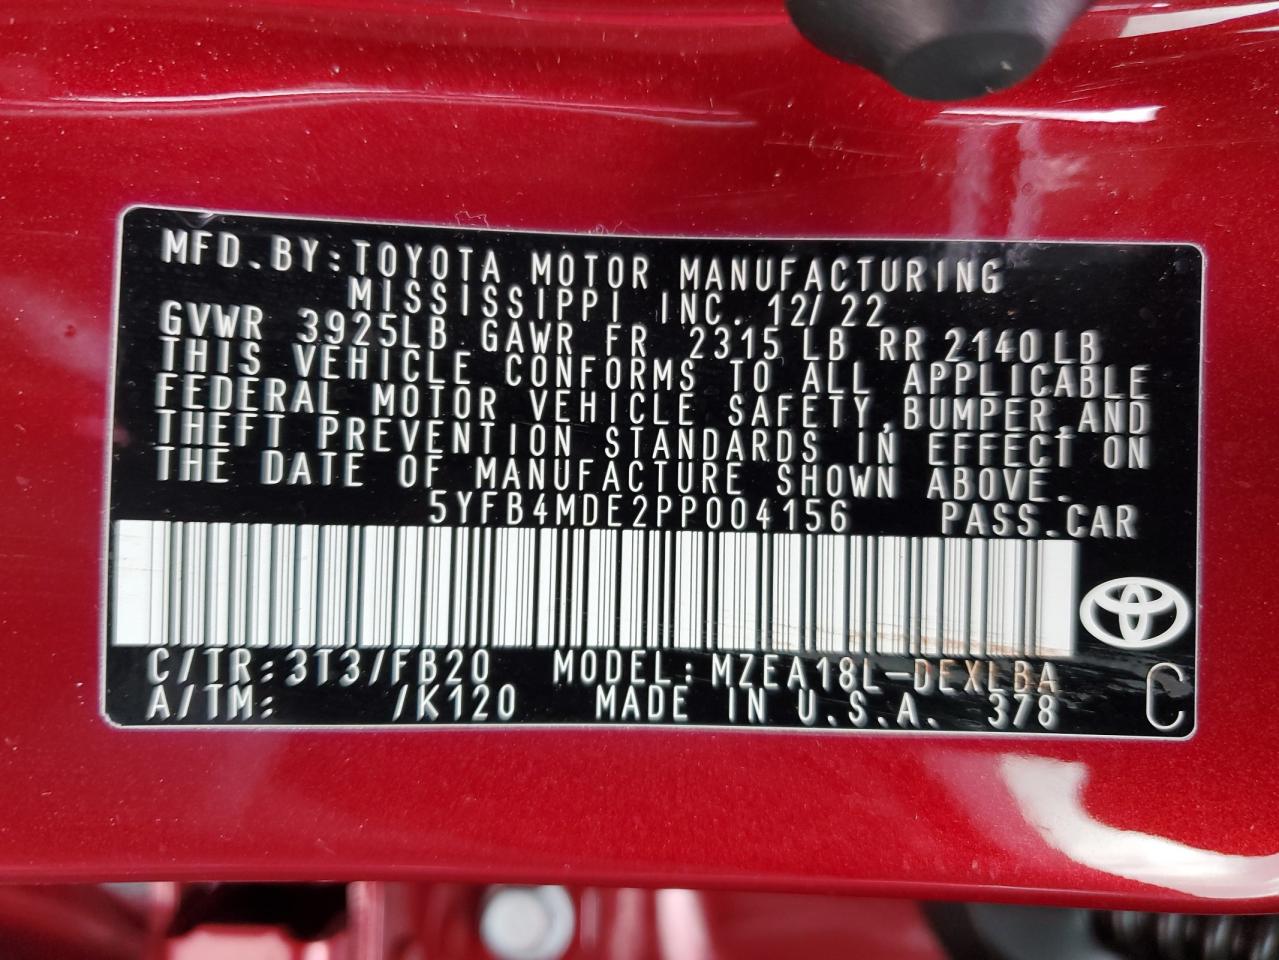 MFD.BY:TOYOTA MOTOR MANUFACTURING
MISSISSIPPI INC. 12/22
GVWR 3925LB GAWR FR 2315LB RR 2140LB
THIS VEHICLE CONFORMS TO ALL APPLICABLE
FEDERAL MOTOR VEHICLE SAFETY,BUMPER,AND
THEFT PREVENTION STANDARDS IN EFFECT ON
THE DATE OF MANUFACTURE SHOWN ABOVE.
5YFB4MDE2PP004156 PASS.CAR
C/TR:3T3/FB20 MODEL:MZEA18L-DEXLBA
A/TM: /K120 MADE IN U.S.A. 378
C